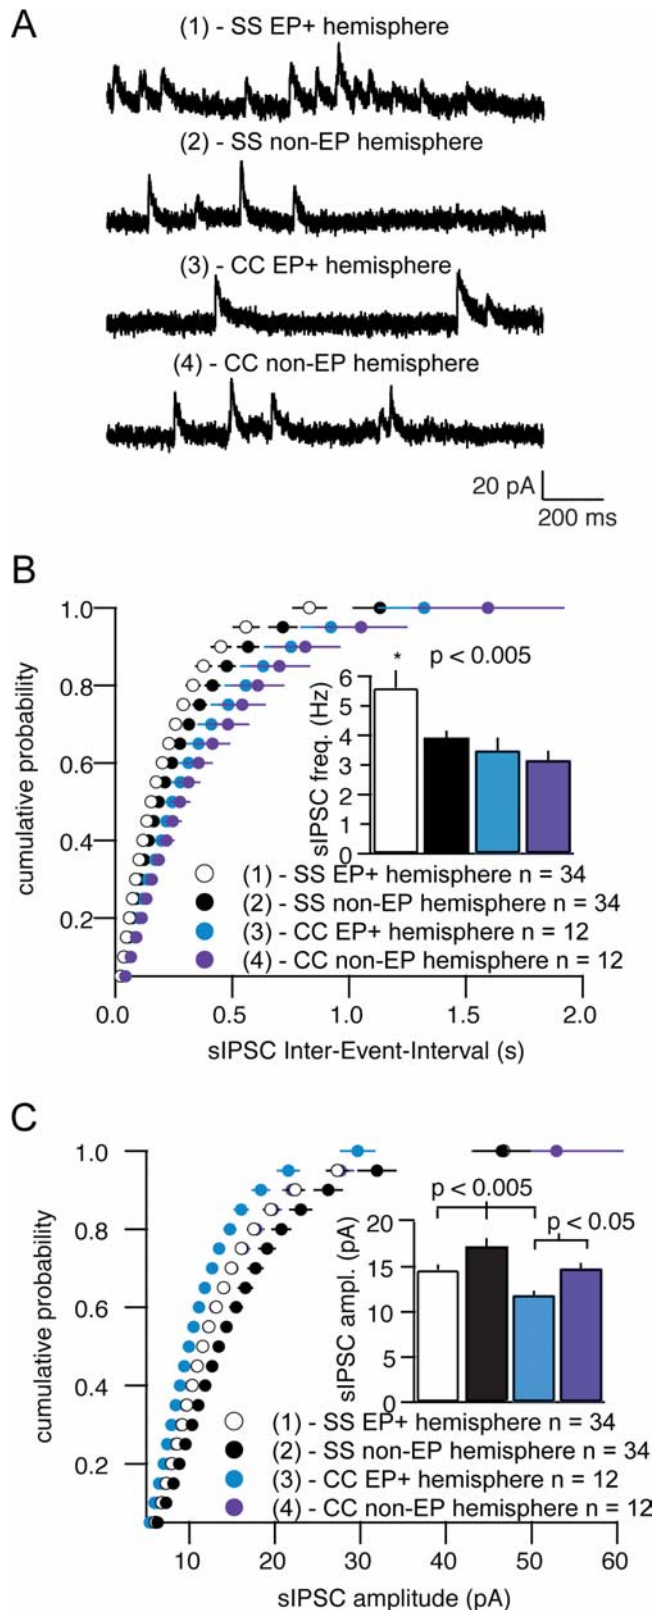 A
(1) - SS EP+ hemisphere
(2) - SS non-EP hemisphere
(3) - CC EP+ hemisphere
(4) - CC non-EP hemisphere
20 pA
200 ms
B
cumulative probability
1.0
0.8
0.6
0.4
0.2
0.0 0.5 1.0 1.5 2.0
sIPSC Inter-Event-Interval (s)
sIPSC freq. (Hz)
6
5
4
3
2
1
0
* p < 0.005
(1) - SS EP+ hemisphere n = 34
(2) - SS non-EP hemisphere n = 34
(3) - CC EP+ hemisphere n = 12
(4) - CC non-EP hemisphere n = 12
C
cumulative probability
1.0
0.8
0.6
0.4
0.2
10 20 30 40 50 60
sIPSC amplitude (pA)
sIPSC ampl. (pA)
20
15
10
5
0
p < 0.005
p < 0.05
(1) - SS EP+ hemisphere n = 34
(2) - SS non-EP hemisphere n = 34
(3) - CC EP+ hemisphere n = 12
(4) - CC non-EP hemisphere n = 12